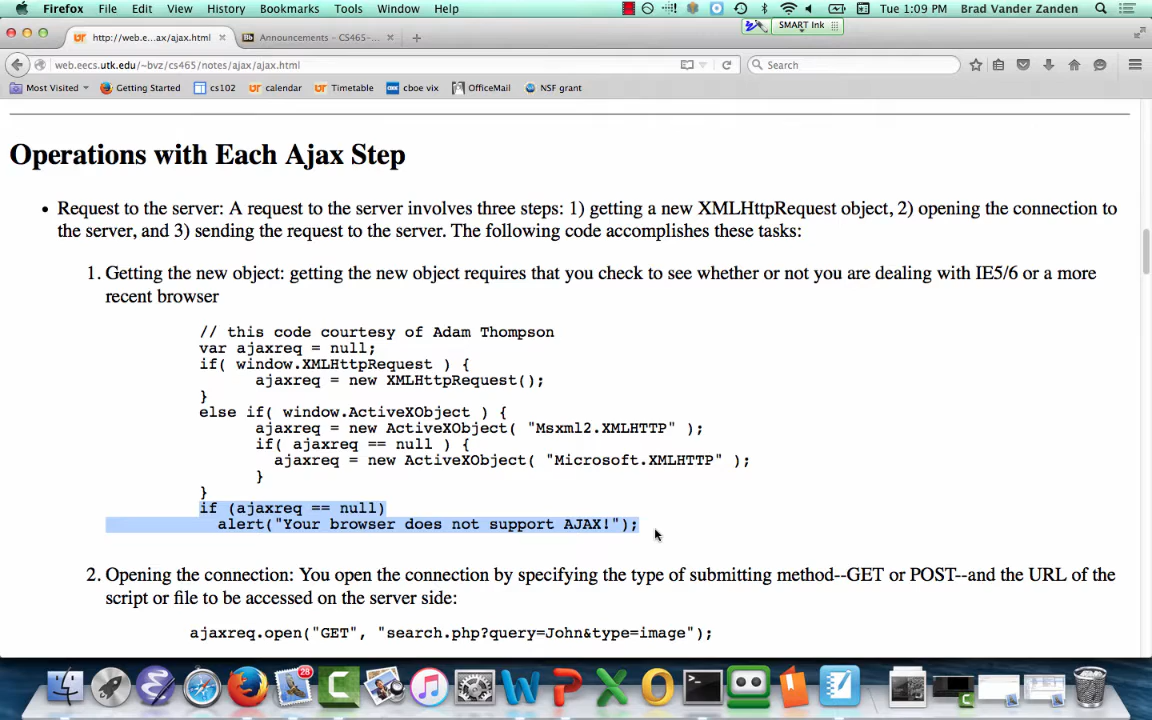 Firefox File Edit View History Bookmarks Tools Window Help Tue 1:09 PM Brad Vander Zanden
SMART Ink
http://web.e...ax/ajax.html Announcements – CS465-...
web.eecs.utk.edu/~bvz/cs465/notes/ajax/ajax.html Search
Most Visited Getting Started cs102 calendar Timetable cboe vix OfficeMail NSF grant
Operations with Each Ajax Step
• Request to the server: A request to the server involves three steps: 1) getting a new XMLHttpRequest object, 2) opening the connection to
the server, and 3) sending the request to the server. The following code accomplishes these tasks:
1. Getting the new object: getting the new object requires that you check to see whether or not you are dealing with IE5/6 or a more
recent browser
// this code courtesy of Adam Thompson
var ajaxreq = null;
if( window.XMLHttpRequest ) {
ajaxreq = new XMLHttpRequest();
}
else if( window.ActiveXObject ) {
ajaxreq = new ActiveXObject( "Msxml2.XMLHTTP" );
if( ajaxreq == null ) {
ajaxreq = new ActiveXObject( "Microsoft.XMLHTTP" );
}
}
if (ajaxreq == null)
alert("Your browser does not support AJAX!");
2. Opening the connection: You open the connection by specifying the type of submitting method--GET or POST--and the URL of the
script or file to be accessed on the server side:
ajaxreq.open("GET", "search.php?query=John&type=image");
28